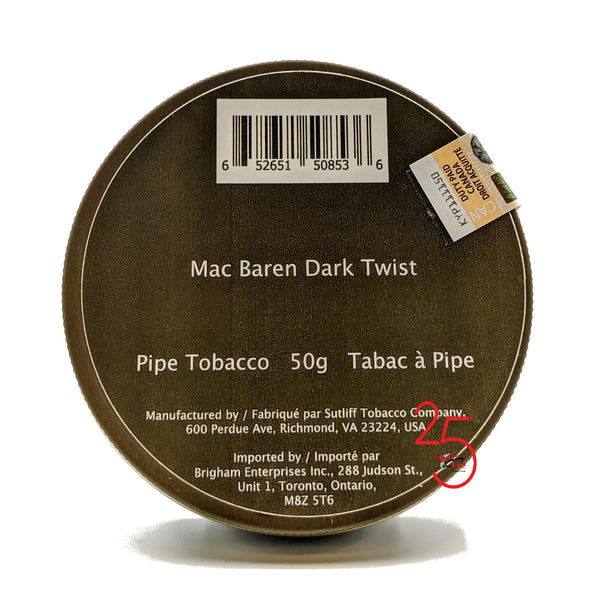 6 52651 50853 6
CAN
DUTY PAID
CANADA
DROIT ACQUITTÉ
KYP111150
Mac Baren Dark Twist
Pipe Tobacco 50g Tabac à Pipe
Manufactured by / Fabriqué par Sutliff Tobacco Company.
600 Perdue Ave, Richmond, VA 23224, USA
Imported by / Importé par
Brigham Enterprises Inc., 288 Judson St.,
Unit 1, Toronto, Ontario,
M8Z 5T6
25